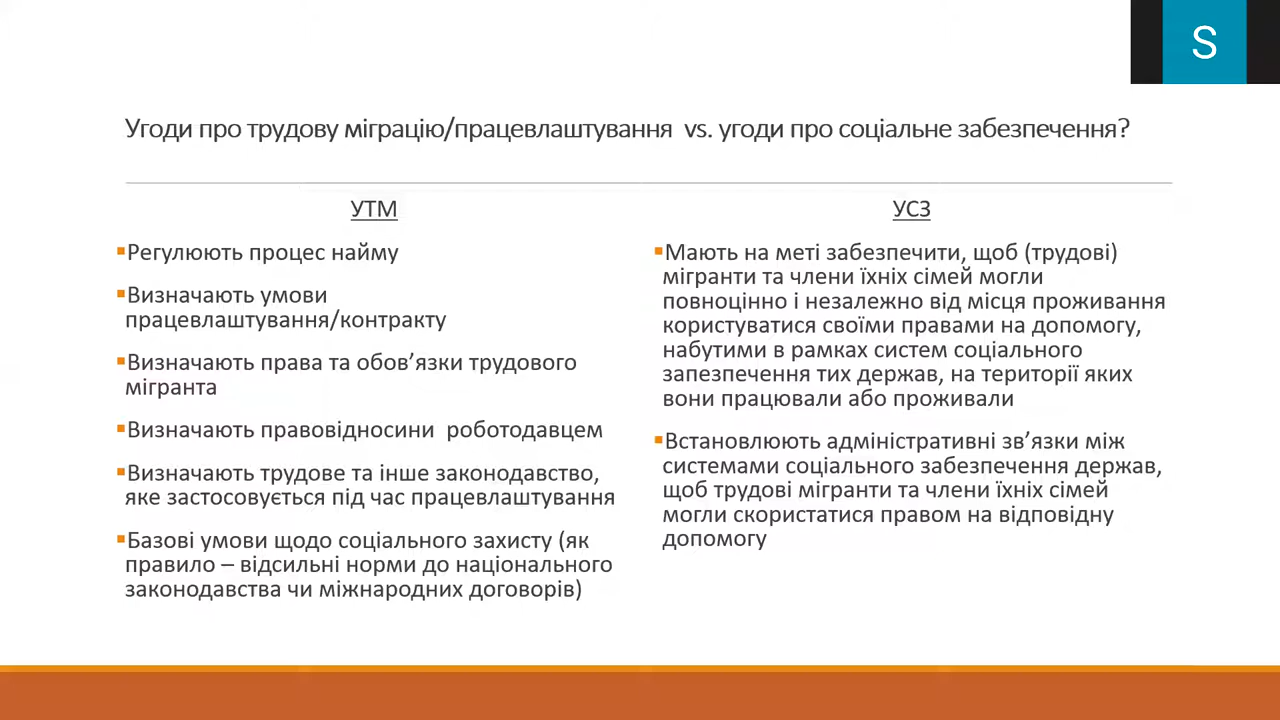 S
Угоди про трудову міграцію/працевлаштування vs. угоди про соціальне забезпечення?
УТМ
▪Регулюють процес найму
▪Визначають умови
працевлаштування/контракту
▪Визначають права та обов’язки трудового
мігранта
▪Визначають правовідносини роботодавцем
▪Визначають трудове та інше законодавство,
яке застосовується під час працевлаштування
▪Базові умови щодо соціального захисту (як
правило – відсильні норми до національного
законодавства чи міжнародних договорів)
УСЗ
▪Мають на меті забезпечити, щоб (трудові)
мігранти та члени їхніх сімей могли
повноцінно і незалежно від місця проживання
користуватися своїми правами на допомогу,
набутими в рамках систем соціального
запезпечення тих держав, на території яких
вони працювали або проживали
▪Встановлюють адміністративні зв’язки між
системами соціального забезпечення держав,
щоб трудові мігранти та члени їхніх сімей
могли скористатися правом на відповідну
допомогу